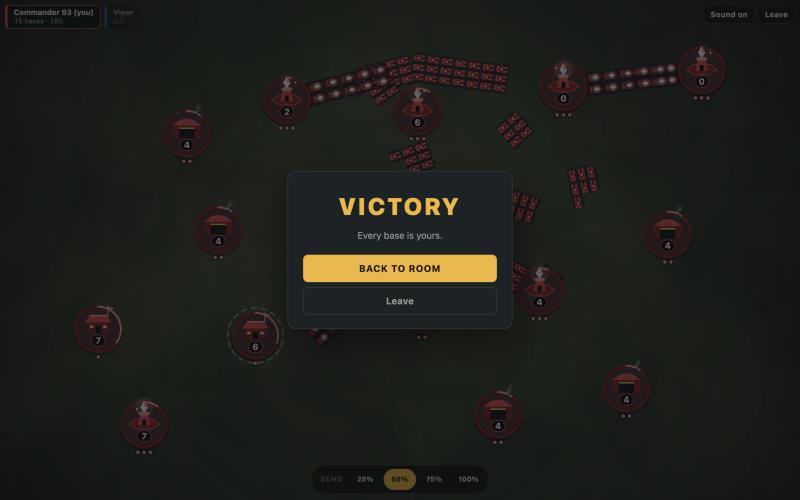 Commander 93 (you)
15 bases · 285
Viper
Sound on
Leave
0
2
0
6
4
VICTORY
Every base is yours.
BACK TO ROOM
Leave
4
4
4
7
6
4
4
7
SEND 25% 50% 75% 100%